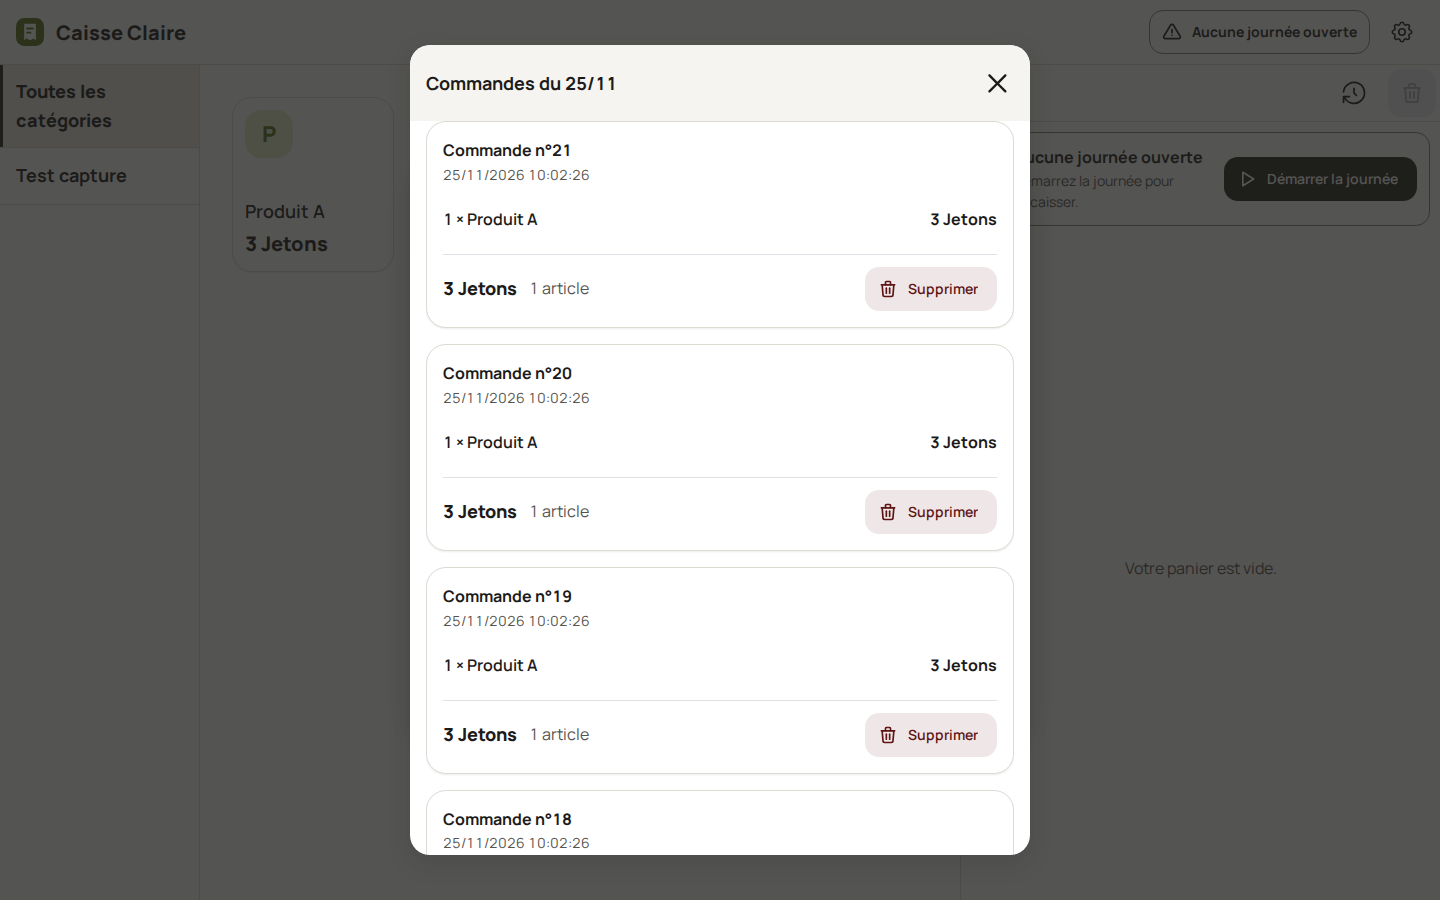 Caisse Claire
Aucune journée ouverte
Toutes les
catégories
Test capture
P
Produit A
3 Jetons
Commandes du 25/11
Commande n°21
25/11/2026 10:02:26
1 × Produit A
3 Jetons
3 Jetons
1 article
Supprimer
Commande n°20
25/11/2026 10:02:26
1 × Produit A
3 Jetons
3 Jetons
1 article
Supprimer
Commande n°19
25/11/2026 10:02:26
1 × Produit A
3 Jetons
3 Jetons
1 article
Supprimer
Commande n°18
25/11/2026 10:02:26
ucune journée ouverte
marrez la journée pour
caisser.
Démarrer la journée
Votre panier est vide.